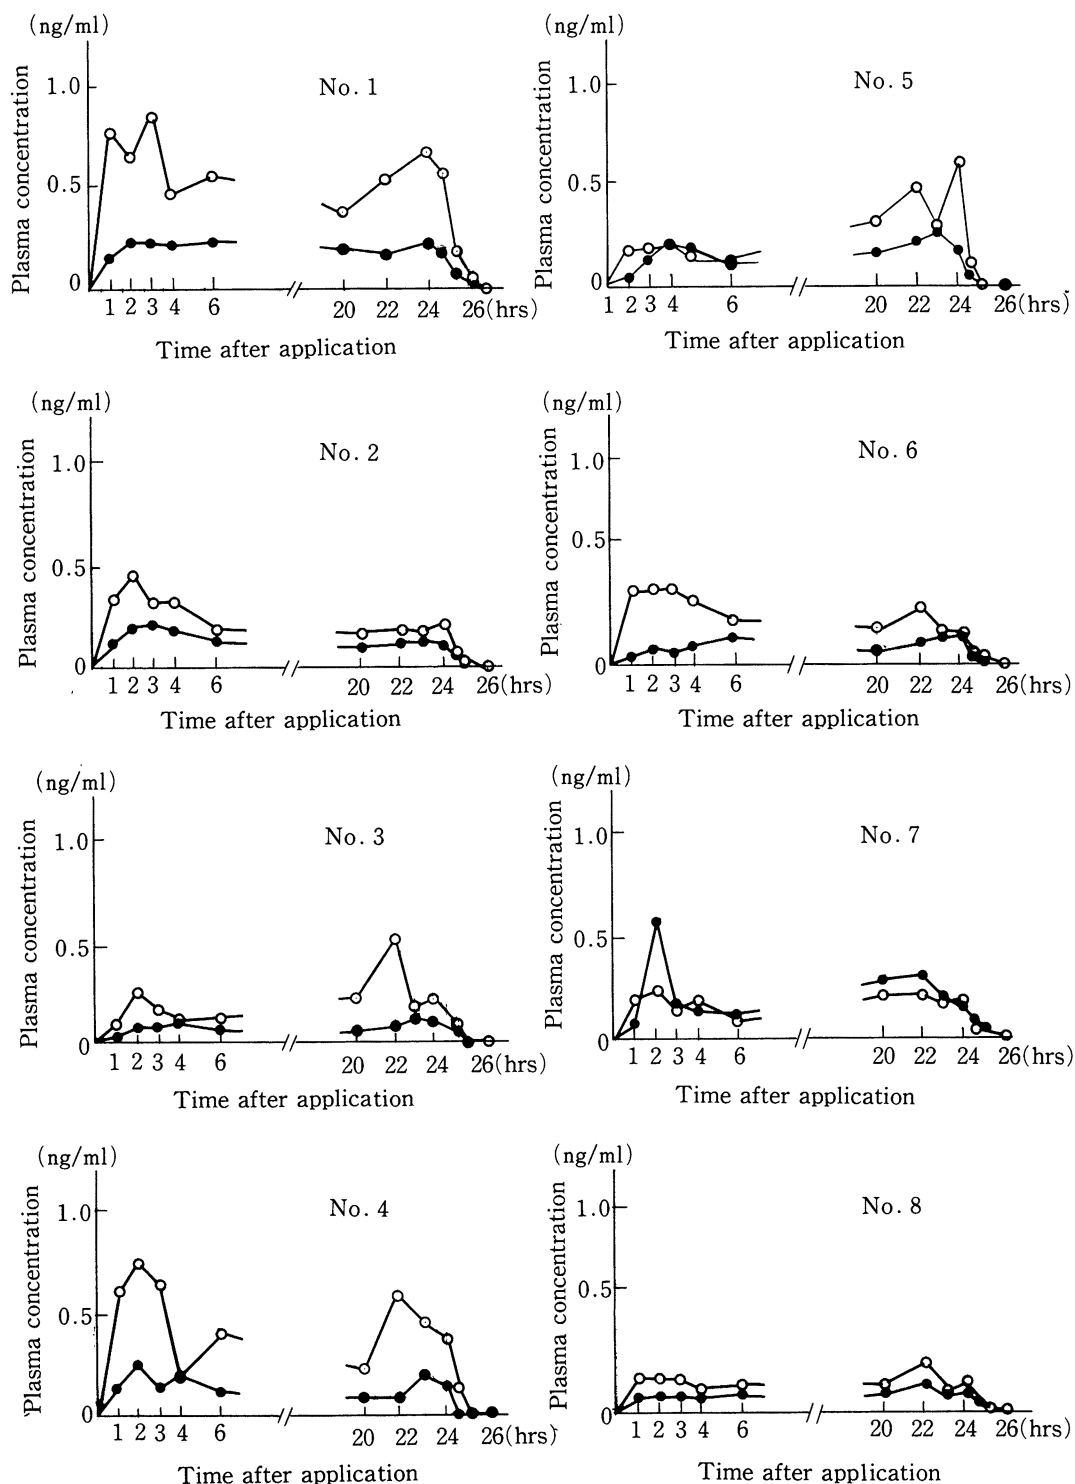 (ng/ml)
Plasma concentration
No. 1
1.0
0.5
0
1 2 3 4 6 20 22 24 26(hrs)
Time after application
(ng/ml)
Plasma concentration
No. 5
1.0
0.5
0
1 2 3 4 6 20 22 24 26(hrs)
Time after application
(ng/ml)
Plasma concentration
No. 2
1.0
0.5
0
1 2 3 4 6 20 22 24 26(hrs)
Time after application
(ng/ml)
Plasma concentration
No. 6
1.0
0.5
0
1 2 3 4 6 20 22 24 26(hrs)
Time after application
(ng/ml)
Plasma concentration
No. 3
1.0
0.5
0
1 2 3 4 6 20 22 24 26(hrs)
Time after application
(ng/ml)
Plasma concentration
No. 7
1.0
0.5
0
1 2 3 4 6 20 22 24 26(hrs)
Time after application
(ng/ml)
Plasma concentration
No. 4
1.0
0.5
0
1 2 3 4 6 20 22 24 26(hrs)
Time after application
(ng/ml)
Plasma concentration
No. 8
1.0
0.5
0
1 2 3 4 6 20 22 24 26(hrs)
Time after application